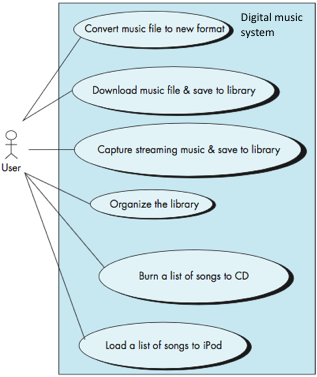 Digital music
system
Convert music file to new format
Download music file & save to library
Capture streaming music & save to library
User
Organize the library
Burn a list of songs to CD
Load a list of songs to iPod